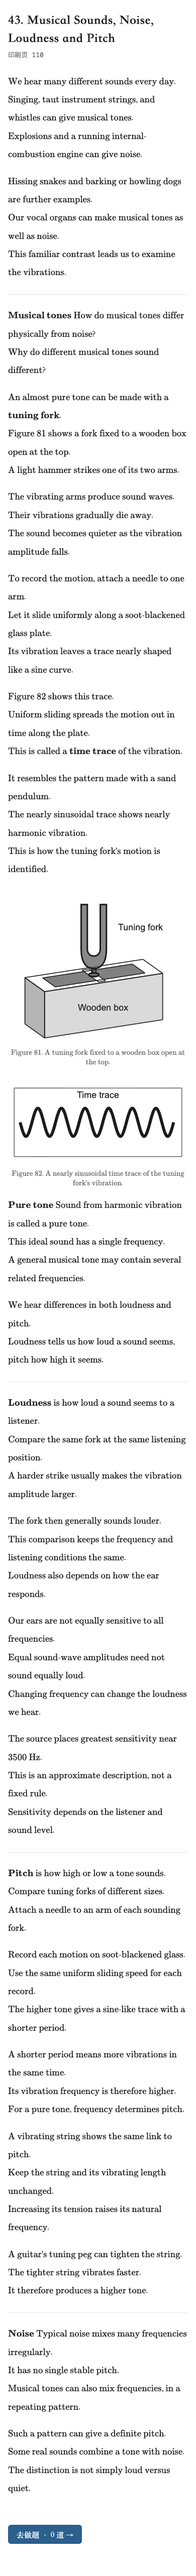 43. Musical Sounds, Noise,
Loudness and Pitch
印刷页 110
We hear many different sounds every day.
Singing, taut instrument strings, and
whistles can give musical tones.
Explosions and a running internal-
combustion engine can give noise.
Hissing snakes and barking or howling dogs
are further examples.
Our vocal organs can make musical tones as
well as noise.
This familiar contrast leads us to examine
the vibrations.
Musical tones How do musical tones differ
physically from noise?
Why do different musical tones sound
different?
An almost pure tone can be made with a
tuning fork.
Figure 81 shows a fork fixed to a wooden box
open at the top.
A light hammer strikes one of its two arms.
The vibrating arms produce sound waves.
Their vibrations gradually die away.
The sound becomes quieter as the vibration
amplitude falls.
To record the motion, attach a needle to one
arm.
Let it slide uniformly along a soot-blackened
glass plate.
Its vibration leaves a trace nearly shaped
like a sine curve.
Figure 82 shows this trace.
Uniform sliding spreads the motion out in
time along the plate.
This is called a time trace of the vibration.
It resembles the pattern made with a sand
pendulum.
The nearly sinusoidal trace shows nearly
harmonic vibration.
This is how the tuning fork's motion is
identified.
Tuning fork
Wooden box
Figure 81. A tuning fork fixed to a wooden box open at
the top.
Time trace
Figure 82. A nearly sinusoidal time trace of the tuning
fork's vibration.
Pure tone Sound from harmonic vibration
is called a pure tone.
This ideal sound has a single frequency.
A general musical tone may contain several
related frequencies.
We hear differences in both loudness and
pitch.
Loudness tells us how loud a sound seems,
pitch how high it seems.
Loudness is how loud a sound seems to a
listener.
Compare the same fork at the same listening
position.
A harder strike usually makes the vibration
amplitude larger.
The fork then generally sounds louder.
This comparison keeps the frequency and
listening conditions the same.
Loudness also depends on how the ear
responds.
Our ears are not equally sensitive to all
frequencies.
Equal sound-wave amplitudes need not
sound equally loud.
Changing frequency can change the loudness
we hear.
The source places greatest sensitivity near
3500 Hz.
This is an approximate description, not a
fixed rule.
Sensitivity depends on the listener and
sound level.
Pitch is how high or low a tone sounds.
Compare tuning forks of different sizes.
Attach a needle to an arm of each sounding
fork.
Record each motion on soot-blackened glass.
Use the same uniform sliding speed for each
record.
The higher tone gives a sine-like trace with a
shorter period.
A shorter period means more vibrations in
the same time.
Its vibration frequency is therefore higher.
For a pure tone, frequency determines pitch.
A vibrating string shows the same link to
pitch.
Keep the string and its vibrating length
unchanged.
Increasing its tension raises its natural
frequency.
A guitar's tuning peg can tighten the string.
The tighter string vibrates faster.
It therefore produces a higher tone.
Noise Typical noise mixes many frequencies
irregularly.
It has no single stable pitch.
Musical tones can also mix frequencies, in a
repeating pattern.
Such a pattern can give a definite pitch.
Some real sounds combine a tone with noise.
The distinction is not simply loud versus
quiet.
去做题 · 0 道 →